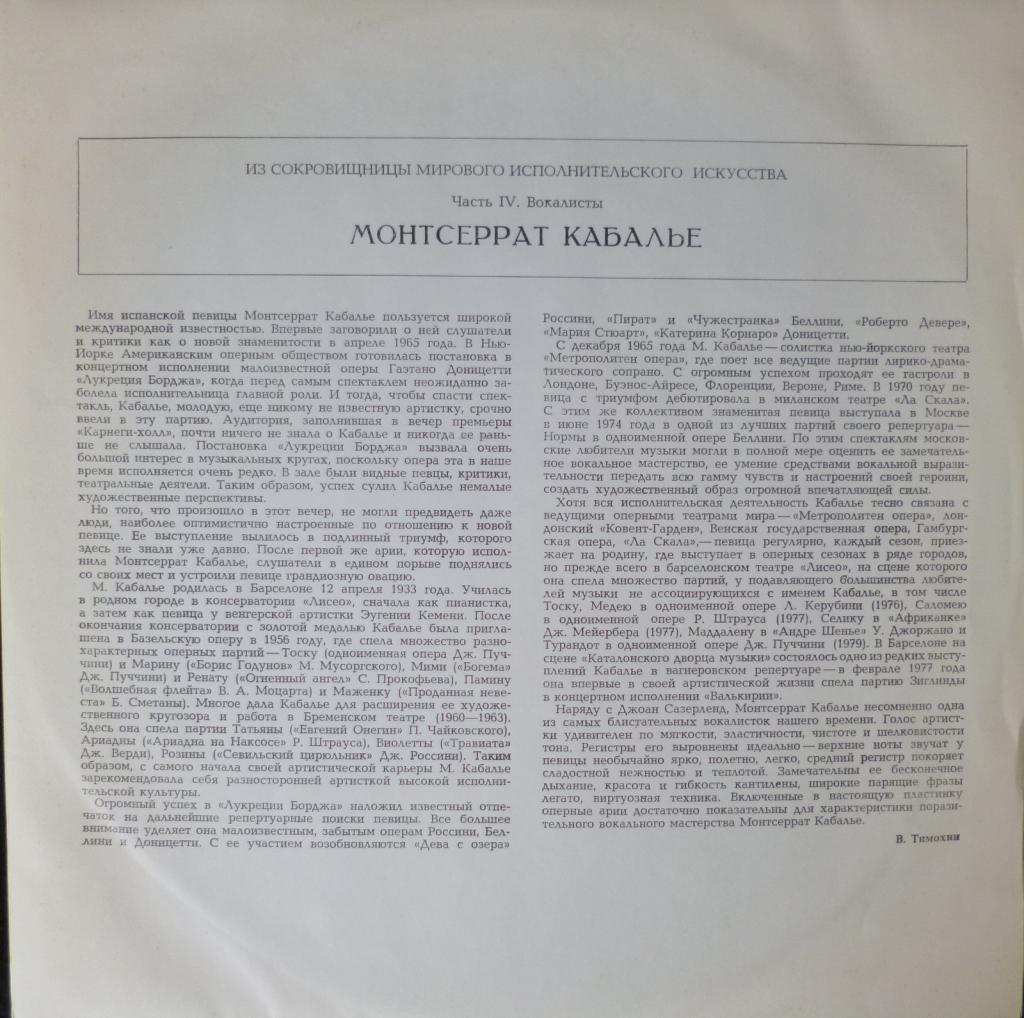 ИЗ СОКРОВИЩНИЦЫ МИРОВОГО ИСПОЛНИТЕЛЬСКОГО ИСКУССТВА
Часть IV. Вокалисты
МОНТСЕРРАТ КАБАЛЬЕ
Имя испанской певицы Монтсеррат Кабалье пользуется широкой
международной известностью. Впервые заговорили о ней слушатели
и критики как о новой знаменитости в апреле 1965 года. В Нью-
Йорке Американским оперным обществом готовилась постановка в
концертном исполнении малоизвестной оперы Гаэтано Доницетти
«Лукреция Борджа», когда перед самым спектаклем неожиданно за-
болела исполнительница главной роли. И тогда, чтобы спасти спек-
такль, Кабалье, молодую, еще никому не известную артистку, срочно
ввели в эту партию. Аудитория, заполнившая в вечер премьеры
«Карнеги-холл», почти ничего не знала о Кабалье и никогда ее рань-
ше не слышала. Постановка «Лукреции Борджа» вызвала очень
большой интерес в музыкальных кругах, поскольку опера эта в наше
время исполняется очень редко. В зале были видные певцы, критики,
театральные деятели. Таким образом, успех сулил Кабалье немалые
художественные перспективы.
Но того, что произошло в этот вечер, не могли предвидеть даже
люди, наиболее оптимистично настроенные по отношению к новой
певице. Ее выступление вылилось в подлинный триумф, которого
здесь не знали уже давно. После первой же арии, которую испол-
нила Монтсеррат Кабалье, слушатели в едином порыве поднялись
со своих мест и устроили певице грандиозную овацию.
М. Кабалье родилась в Барселоне 12 апреля 1933 года. Училась
в родном городе в консерватории «Лисео», сначала как пианистка,
а затем как певица у венгерской артистки Эугении Кемени. После
окончания консерватории с золотой медалью Кабалье была пригла-
шена в Базельскую оперу в 1956 году, где спела множество разно-
характерных оперных партий — Тоску (одноименная опера Дж. Пуч-
чини) и Марину («Борис Годунов» М. Мусоргского), Мими («Богема»
Дж. Пуччини) и Ренату («Огненный ангел» С. Прокофьева), Памину
(«Волшебная флейта» В. А. Моцарта) и Маженку («Проданная неве-
ста» Б. Сметаны). Многое дала Кабалье для расширения ее художе-
ственного кругозора и работа в Бременском театре (1960—1963).
Здесь она спела партии Татьяны («Евгений Онегин» П. Чайковского),
Ариадны («Ариадна на Наксосе» Р. Штрауса), Виолетты («Травиата»
Дж. Верди), Розины («Севильский цирюльник» Дж. Россини). Таким
образом, с самого начала своей артистической карьеры М. Кабалье
зарекомендовала себя разносторонней артисткой высокой исполни-
тельской культуры.
Огромный успех в «Лукреции Борджа» наложил известный отпе-
чаток на дальнейшие репертуарные поиски певицы. Все большее
внимание уделяет она малоизвестным, забытым операм Россини, Бел-
лини и Доницетти. С ее участием возобновляются «Дева с озера»
Россини, «Пират» и «Чужестранка» Беллини, «Роберто Девере»,
«Мария Стюарт», «Катерина Корнаро» Доницетти.
С декабря 1965 года М. Кабалье — солистка нью-йоркского театра
«Метрополитен опера», где поет все ведущие партии лирико-драма-
тического сопрано. С огромным успехом проходят ее гастроли в
Лондоне, Буэнос-Айресе, Флоренции, Вероне, Риме. В 1970 году пе-
вица с триумфом дебютировала в миланском театре «Ла Скала».
С этим же коллективом знаменитая певица выступала в Москве
в июне 1974 года в одной из лучших партий своего репертуара —
Нормы в одноименной опере Беллини. По этим спектаклям москов-
ские любители музыки могли в полной мере оценить ее замечатель-
ное вокальное мастерство, ее умение средствами вокальной вырази-
тельности передать всю гамму чувств и настроений своей героини,
создать художественный образ огромной впечатляющей силы.
Хотя вся исполнительская деятельность Кабалье тесно связана с
ведущими оперными театрами мира — «Метрополитен опера», лон-
донский «Ковент-Гарден», Венская государственная опера, Гамбург-
ская опера, «Ла Скала», — певица регулярно, каждый сезон, приез-
жает на родину, где выступает в оперных сезонах в ряде городов,
но прежде всего в барселонском театре «Лисео», на сцене которого
она спела множество партий, у подавляющего большинства любите-
лей музыки не ассоциирующихся с именем Кабалье, в том числе
Тоску, Медею в одноименной опере Л. Керубини (1976), Саломею
в одноименной опере Р. Штрауса (1977), Селику в «Африканке»
Дж. Мейербера (1977), Маддалену в «Андре Шенье» У. Джордано и
Турандот в одноименной опере Дж. Пуччини (1979). В Барселоне на
сцене «Каталонского дворца музыки» состоялось одно из редких высту-
плений Кабалье в вагнеровском репертуаре — в феврале 1977 года
она впервые в своей артистической жизни спела партию Зиглинды
в концертном исполнении «Валькирии».
Наряду с Джоан Сазерленд, Монтсеррат Кабалье несомненно одна
из самых блистательных вокалисток нашего времени. Голос артист-
ки удивителен по мягкости, эластичности, чистоте и шелковистости
тона. Регистры его выровнены идеально — верхние ноты звучат у
певицы необычайно ярко, полетно, легко, средний регистр покоряет
сладостной нежностью и теплотой. Замечательны ее бесконечное
дыхание, красота и гибкость кантилены, широкие парящие фразы
легато, виртуозная техника. Включенные в настоящую пластинку
оперные арии достаточно показательны для характеристики порази-
тельного вокального мастерства Монтсеррат Кабалье.
В. Тимохин